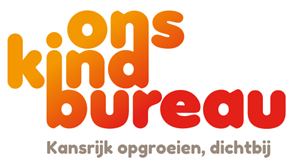 ons
kind
bureau
Kansrijk opgroeien, dichtbij